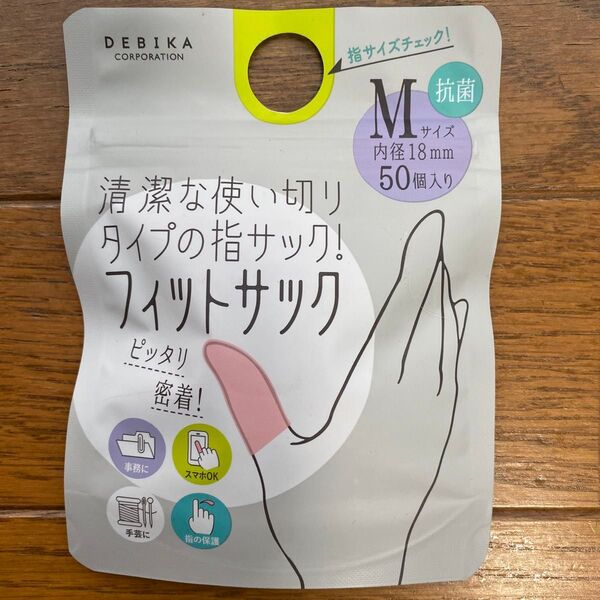 DEBIKA
CORPORATION
指サイズチェック!
抗菌
Mサイズ
内径18mm
50個入り
清潔な使い切り
タイプの指サック!
フィットサック
ピッタリ
密着!
事務に
スマホOK
手芸に
指の保護